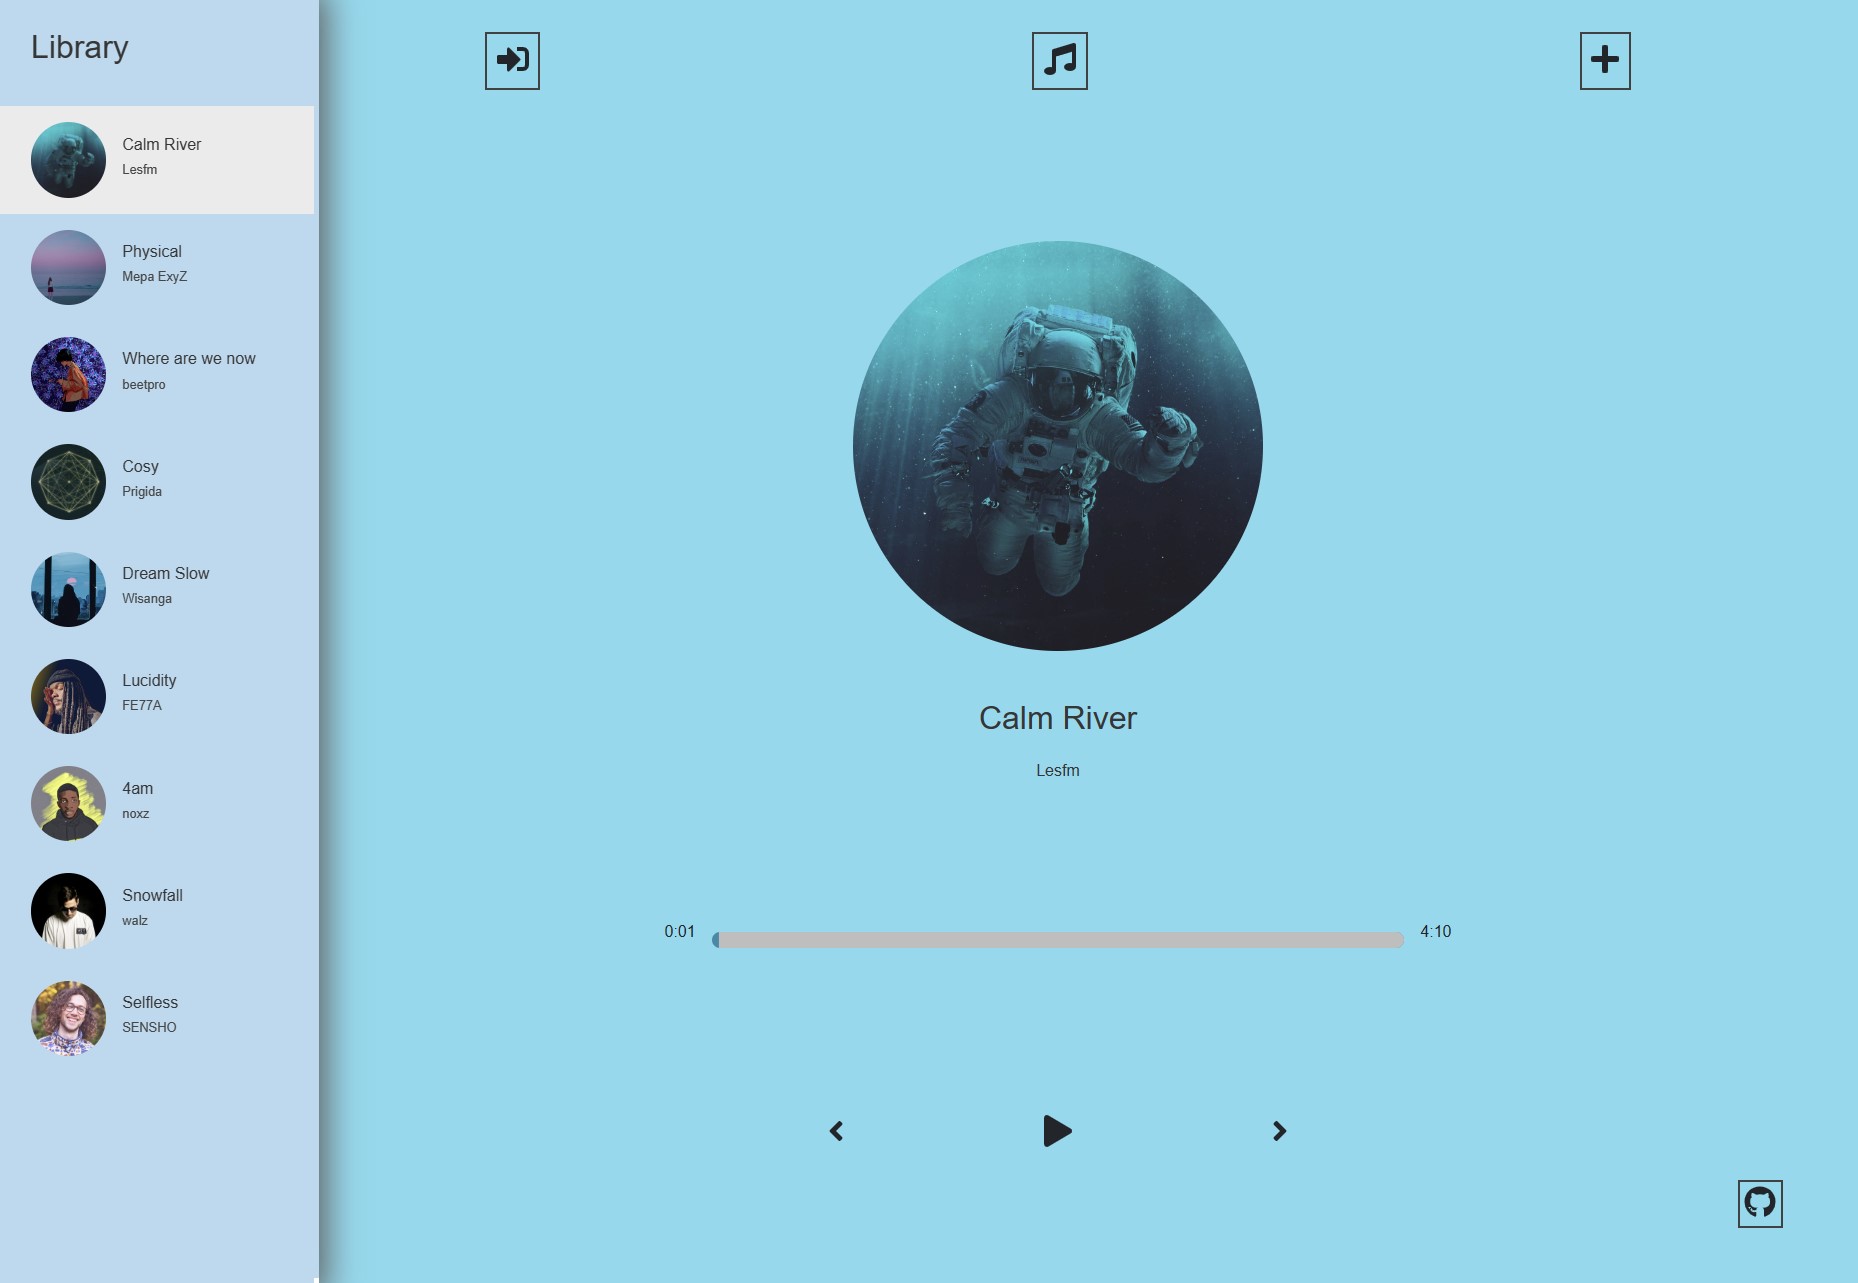 Library
Calm River
Lesfm
Physical
Mepa ExyZ
Where are we now
beetpro
Cosy
Prigida
Dream Slow
Wisanga
Lucidity
FE77A
4am
noxz
Snowfall
walz
Selfless
SENSHO
Calm River
Lesfm
0:01
4:10